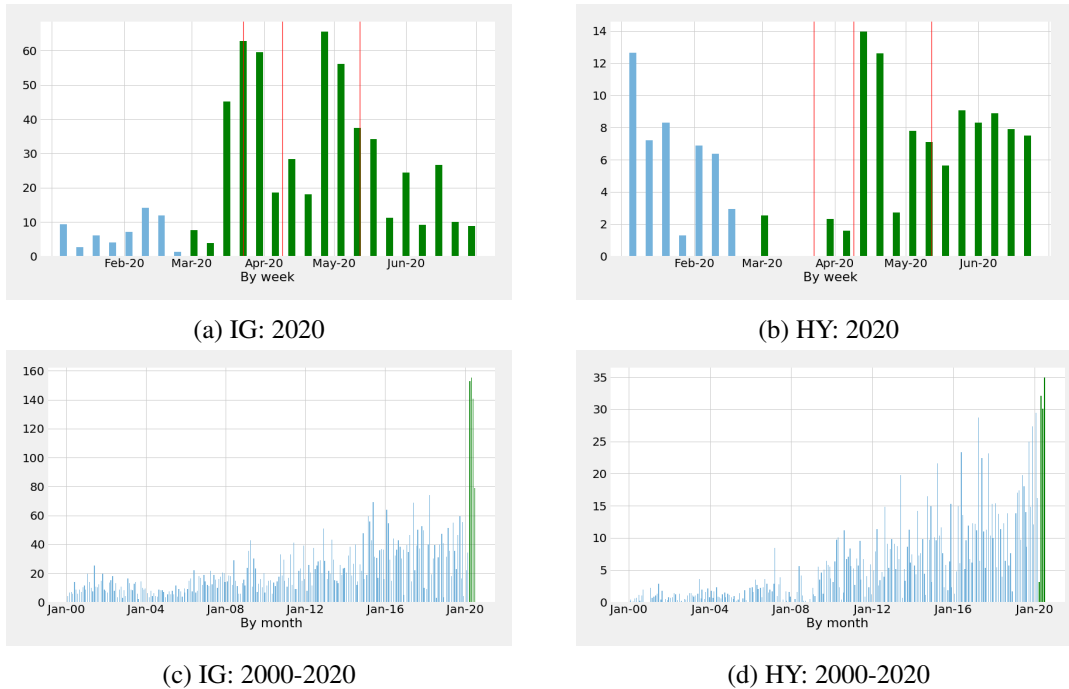 60
50
40
30
20
10
0
Feb-20 Mar-20 Apr-20 May-20 Jun-20
By week
(a) IG: 2020
14
12
10
8
6
4
2
0
Feb-20 Mar-20 Apr-20 May-20 Jun-20
By week
(b) HY: 2020
160
140
120
100
80
60
40
20
0
Jan-00 Jan-04 Jan-08 Jan-12 Jan-16 Jan-20
By month
(c) IG: 2000-2020
35
30
25
20
15
10
5
0
Jan-00 Jan-04 Jan-08 Jan-12 Jan-16 Jan-20
By month
(d) HY: 2000-2020